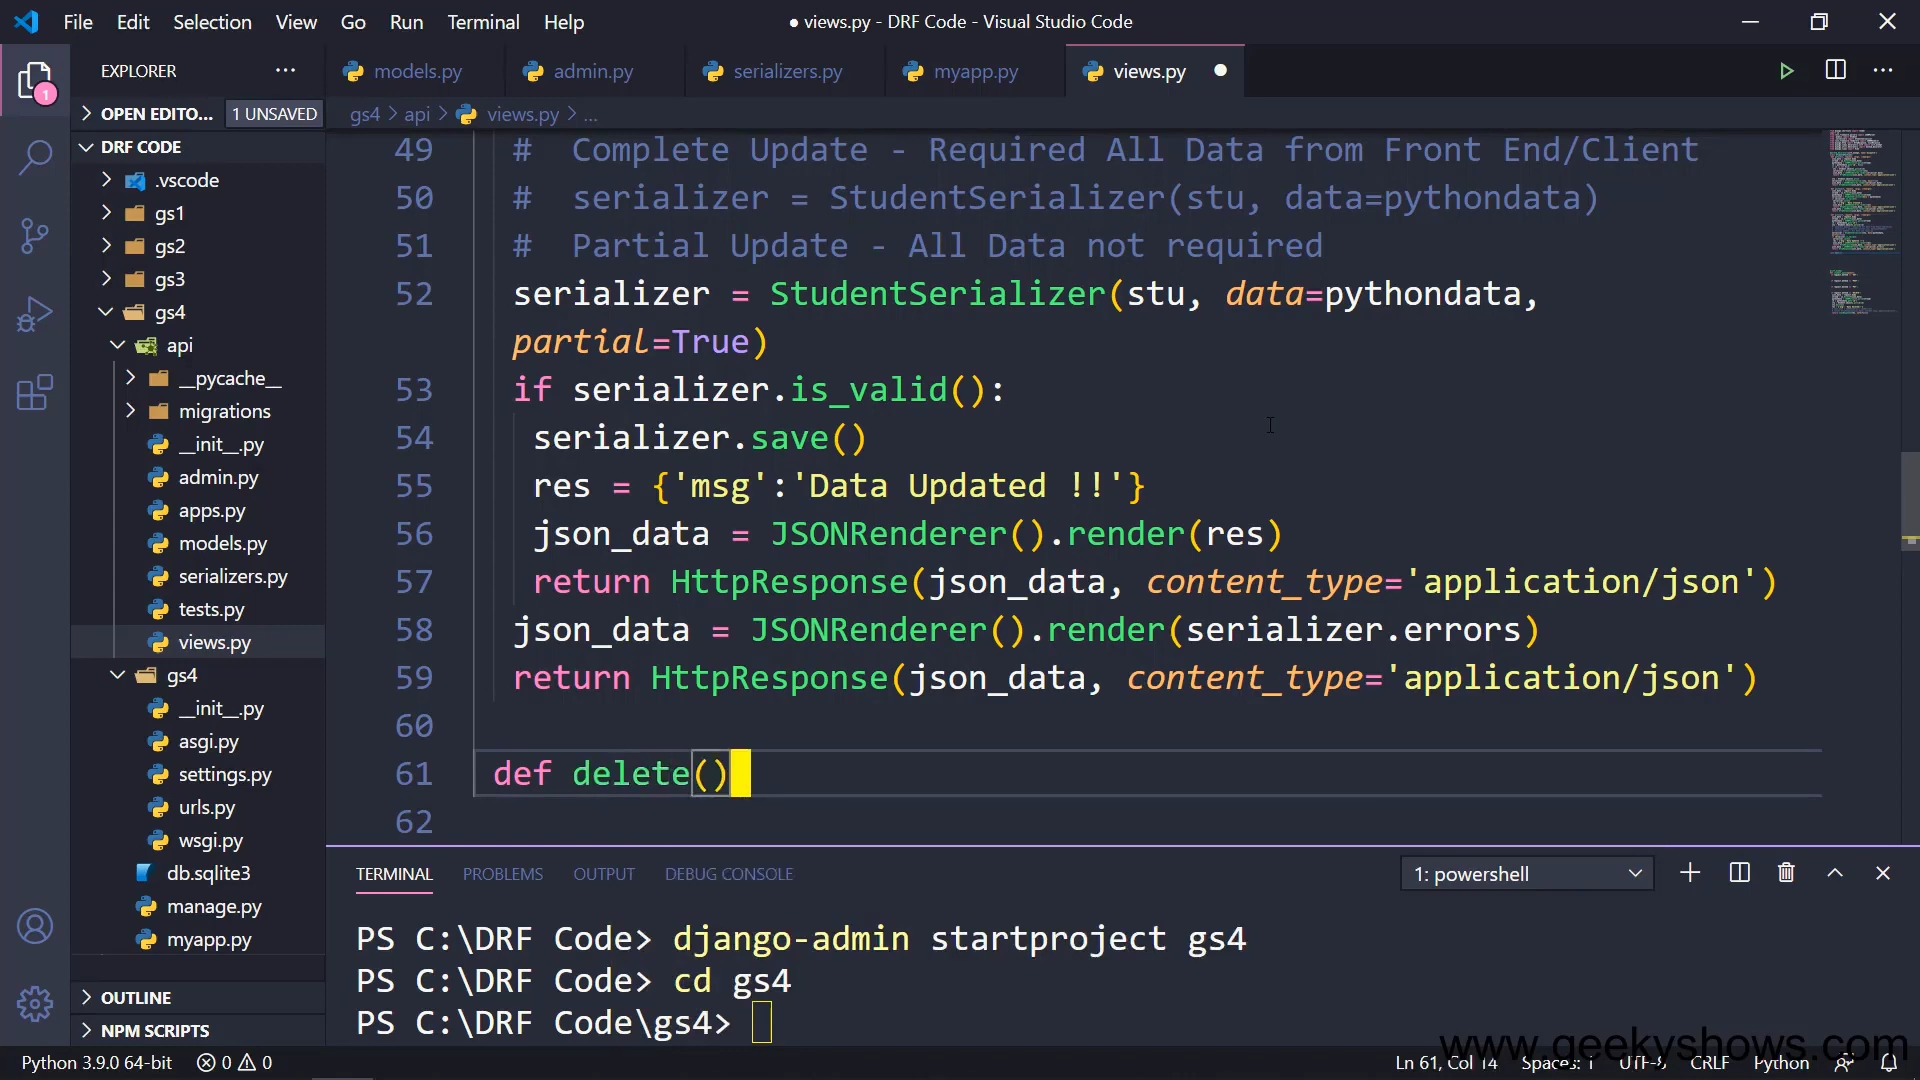 File Edit Selection View Go Run Terminal Help
● views.py - DRF Code - Visual Studio Code
EXPLORER
models.py admin.py serializers.py myapp.py views.py
OPEN EDITO... 1 UNSAVED
gs4 > api > views.py > ...
DRF CODE
.vscode
gs1
gs2
gs3
gs4
api
__pycache__
migrations
__init__.py
admin.py
apps.py
models.py
serializers.py
tests.py
views.py
gs4
__init__.py
asgi.py
settings.py
urls.py
wsgi.py
db.sqlite3
manage.py
myapp.py
OUTLINE
NPM SCRIPTS
1
49 # Complete Update - Required All Data from Front End/Client
50 # serializer = StudentSerializer(stu, data=pythondata)
51 # Partial Update - All Data not required
52 serializer = StudentSerializer(stu, data=pythondata,
partial=True)
53 if serializer.is_valid():
54 serializer.save()
55 res = {'msg':'Data Updated !!'}
56 json_data = JSONRenderer().render(res)
57 return HttpResponse(json_data, content_type='application/json')
58 json_data = JSONRenderer().render(serializer.errors)
59 return HttpResponse(json_data, content_type='application/json')
60
61 def delete()
62
TERMINAL PROBLEMS OUTPUT DEBUG CONSOLE
1: powershell
PS C:\DRF Code> django-admin startproject gs4
PS C:\DRF Code> cd gs4
PS C:\DRF Code\gs4>
www.geekyshows.com
Python 3.9.0 64-bit 0 0
Ln 61, Col 14 Spaces: 1 UTF-8 CRLF Python